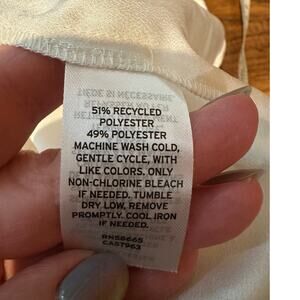 51% RECYCLED
POLYESTER
49% POLYESTER
MACHINE WASH COLD,
GENTLE CYCLE, WITH
LIKE COLORS. ONLY
NON-CHLORINE BLEACH
IF NEEDED. TUMBLE
DRY LOW, REMOVE
PROMPTLY. COOL IRON
IF NEEDED.
RN58665
CA57963